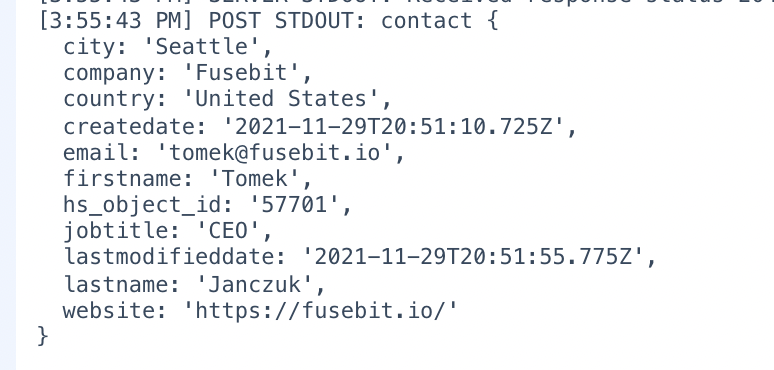 [3:55:43 PM] POST STDOUT: contact {
city: 'Seattle',
company: 'Fusebit',
country: 'United States',
createdate: '2021-11-29T20:51:10.725Z',
email: 'tomek@fusebit.io',
firstname: 'Tomek',
hs_object_id: '57701',
jobtitle: 'CEO',
lastmodifieddate: '2021-11-29T20:51:55.775Z',
lastname: 'Janczuk',
website: 'https://fusebit.io/'
}